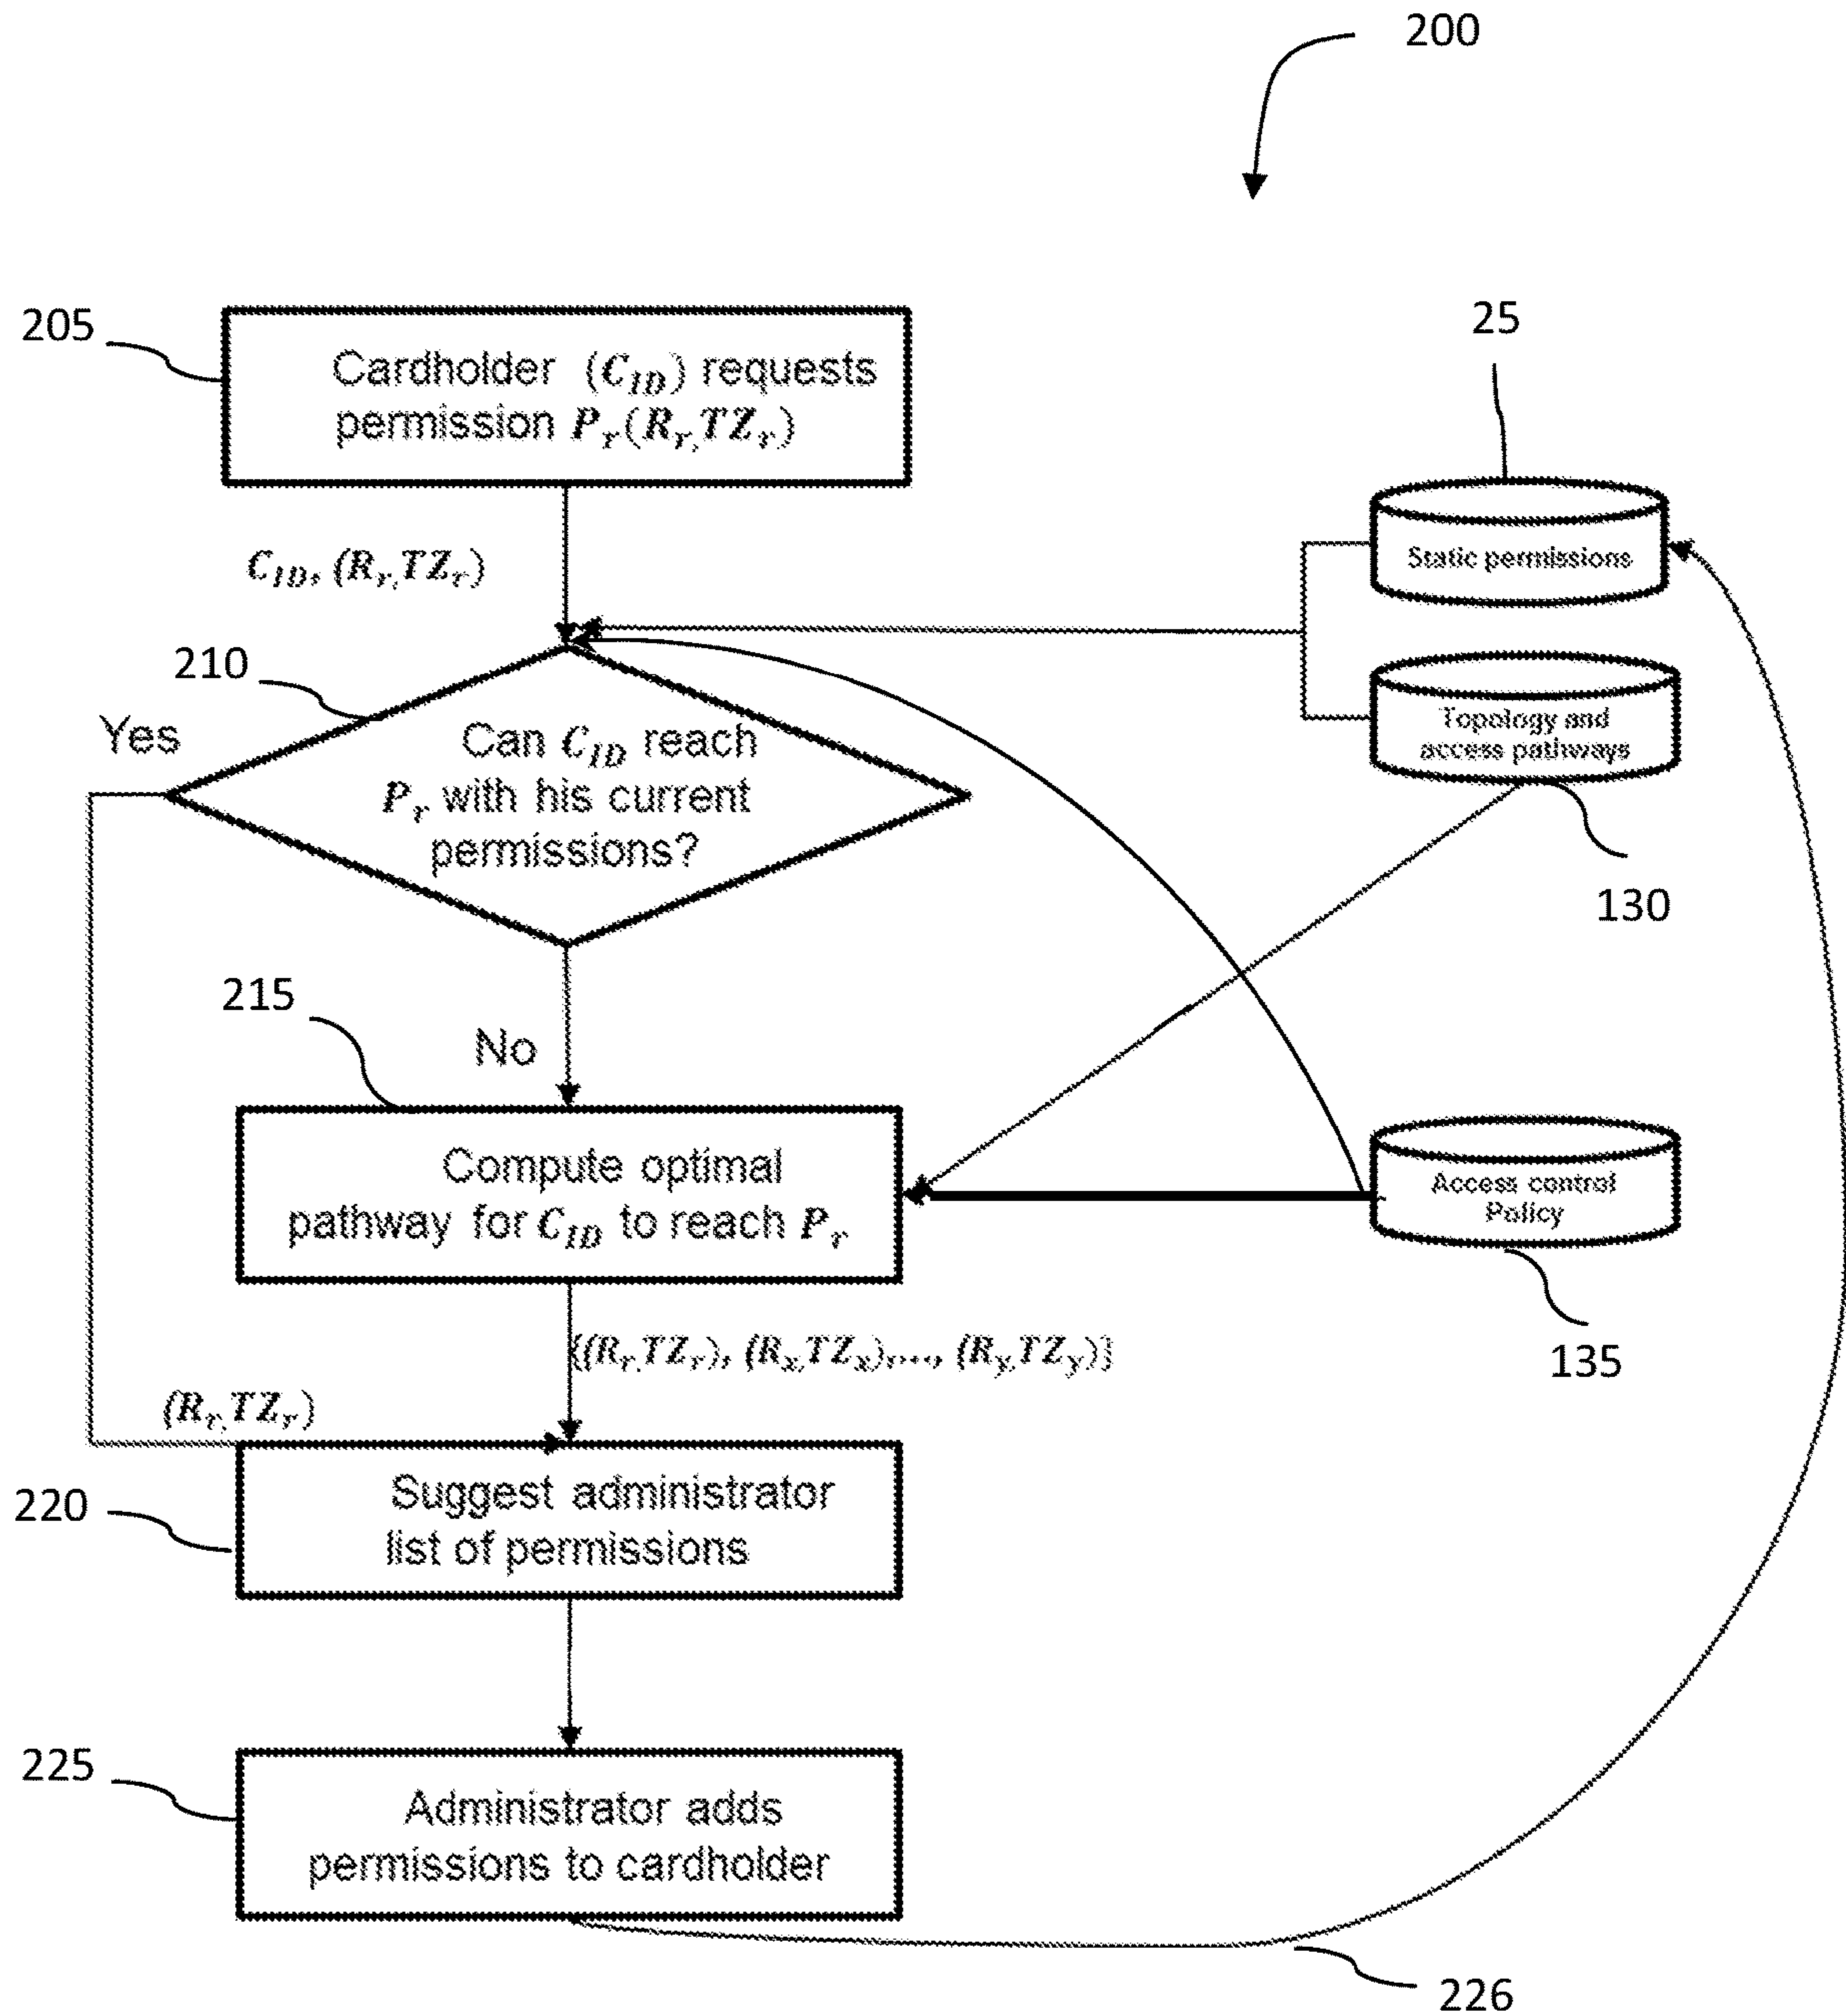 200
205
Cardholder (C_ID) requests
permission P_r(R_r,TZ_r)
25
Static permissions
C_ID, (R_r,TZ_r)
210
Yes
Can C_ID reach
P_r with his current
permissions?
Topology and
access pathways
130
215
No
Compute optimal
pathway for C_ID to reach P_r
Access control
Policy
135
{(R_r,TZ_r), (R_x,TZ_x),..., (R_y,TZ_y)}
(R_r,TZ_r)
220
Suggest administrator
list of permissions
225
Administrator adds
permissions to cardholder
226